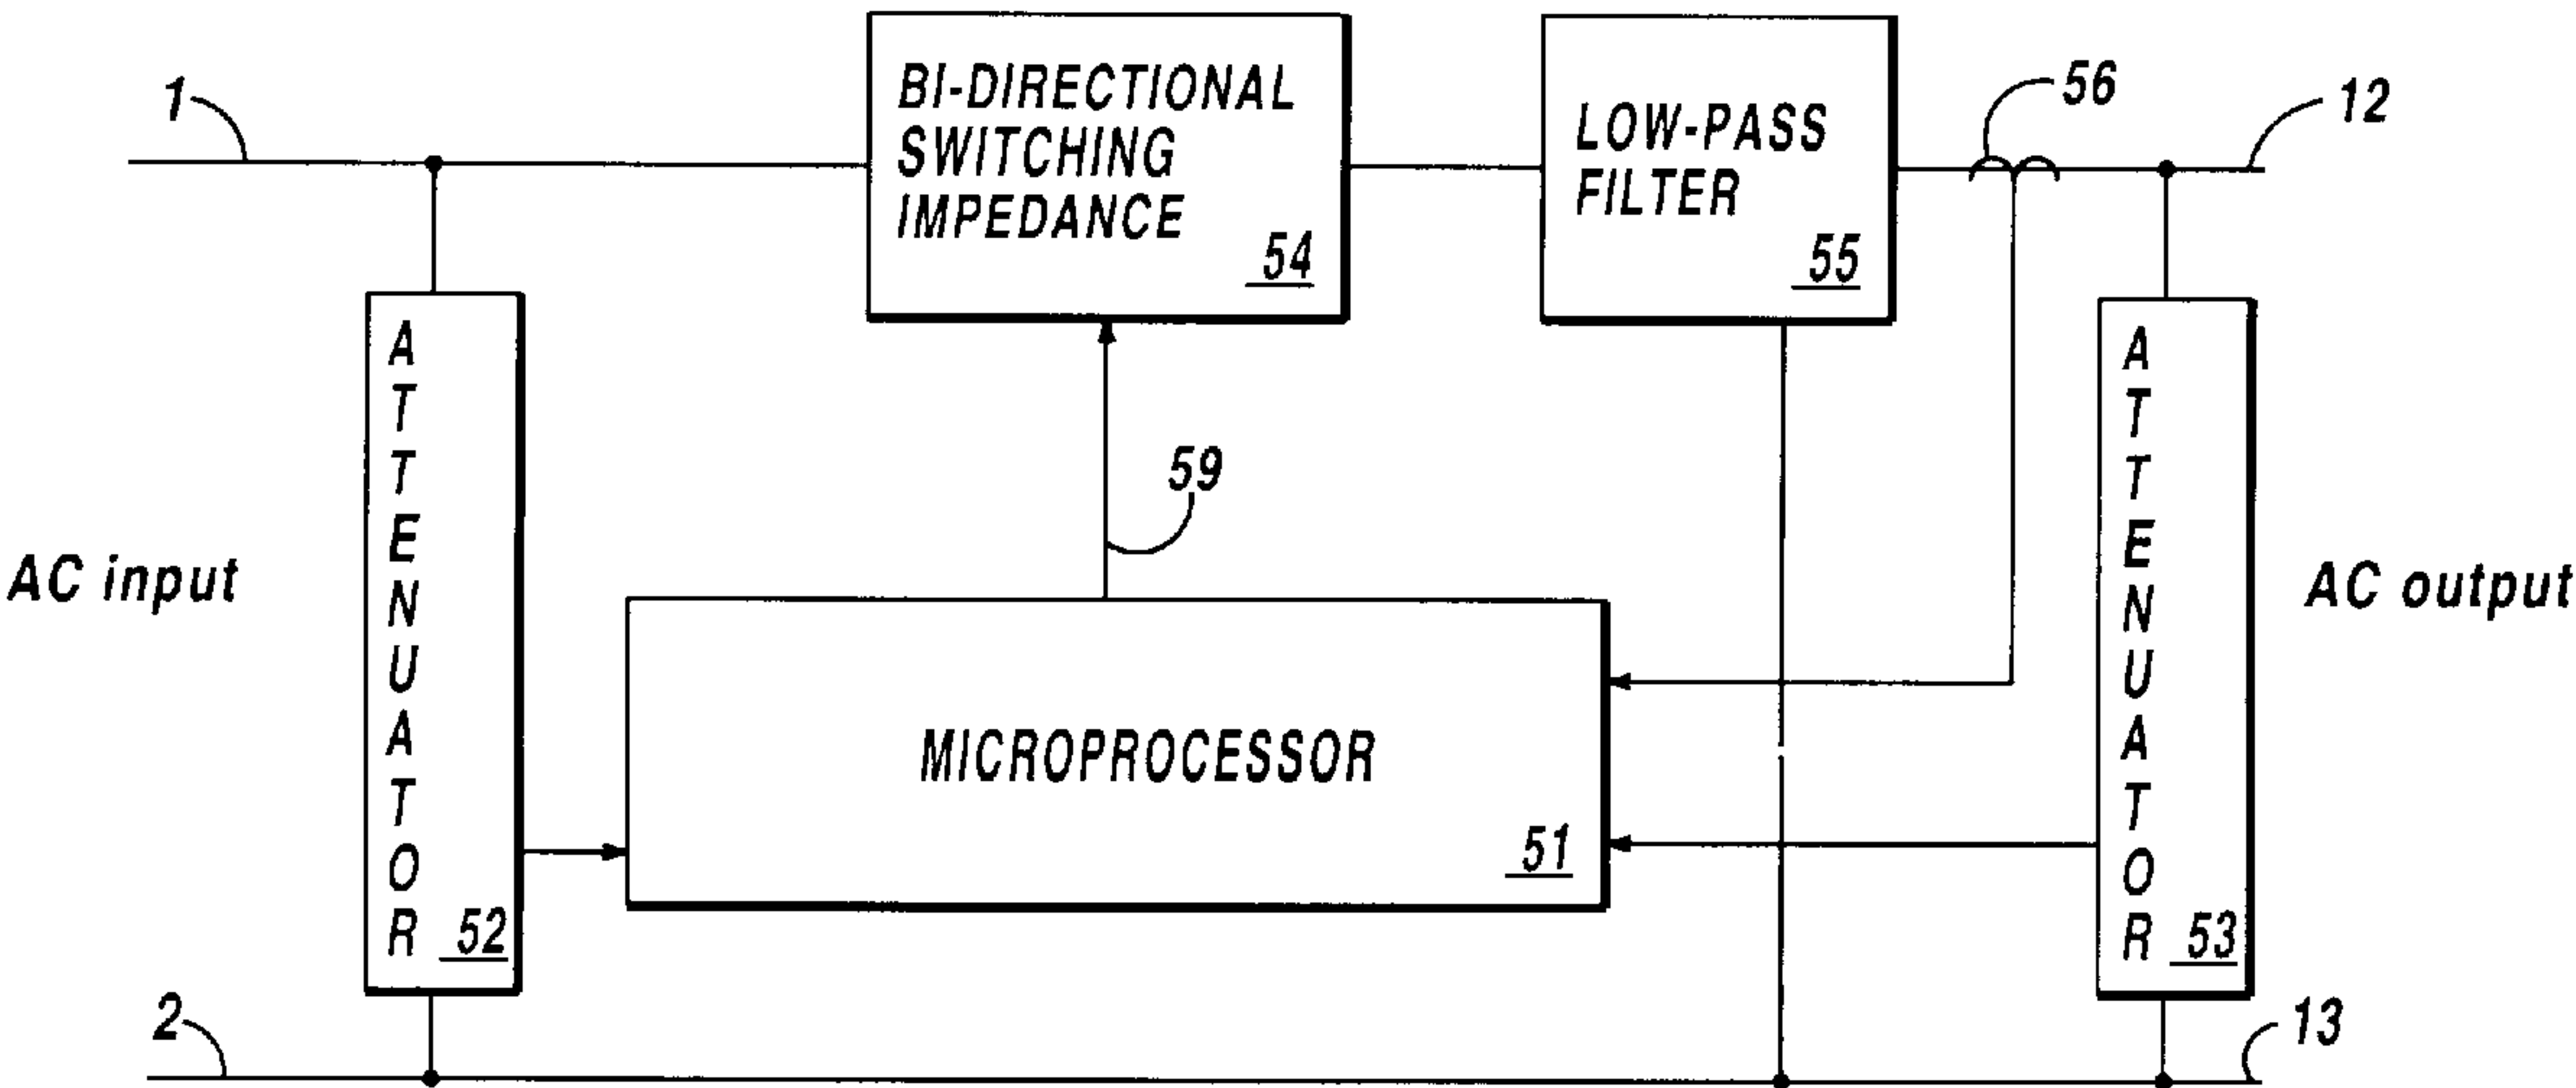 1
BI-DIRECTIONAL
SWITCHING
IMPEDANCE
54
LOW-PASS
FILTER
55
56
12
ATTENUATOR
52
AC input
59
MICROPROCESSOR
51
ATTENUATOR
53
AC output
2
13